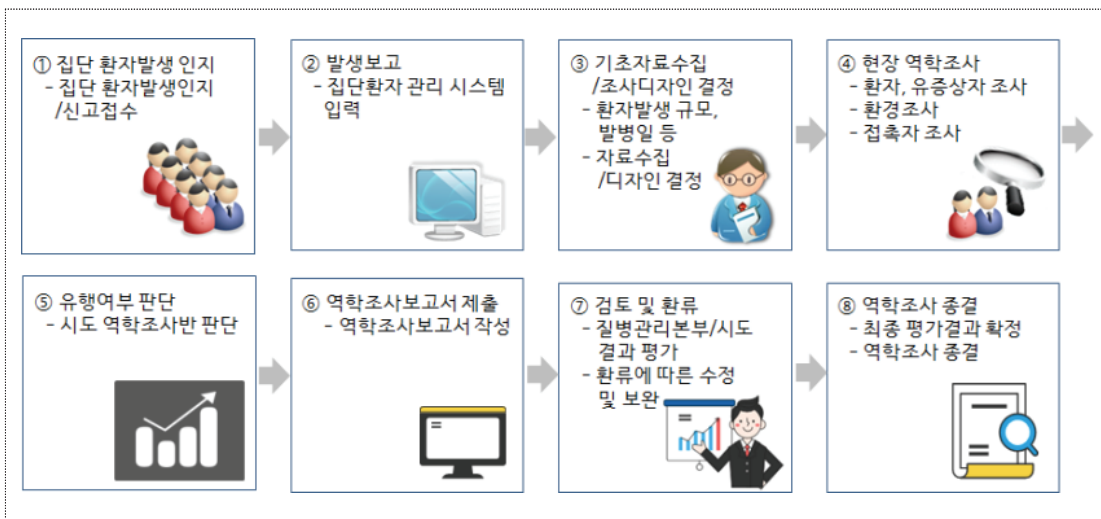 ① 집단 환자발생 인지
- 집단 환자발생인지
/신고접수
② 발생보고
- 집단환자 관리 시스템
입력
③ 기초자료수집
/조사디자인 결정
- 환자발생 규모,
발병일 등
- 자료수집
/디자인 결정
④ 현장 역학조사
- 환자, 유증상자 조사
- 환경조사
- 접촉자 조사
⑤ 유행여부 판단
- 시도 역학조사반 판단
⑥ 역학조사보고서 제출
- 역학조사보고서 작성
⑦ 검토 및 환류
- 질병관리본부/시도
결과 평가
- 환류에 따른 수정
및 보완
⑧ 역학조사 종결
- 최종 평가결과 확정
- 역학조사 종결